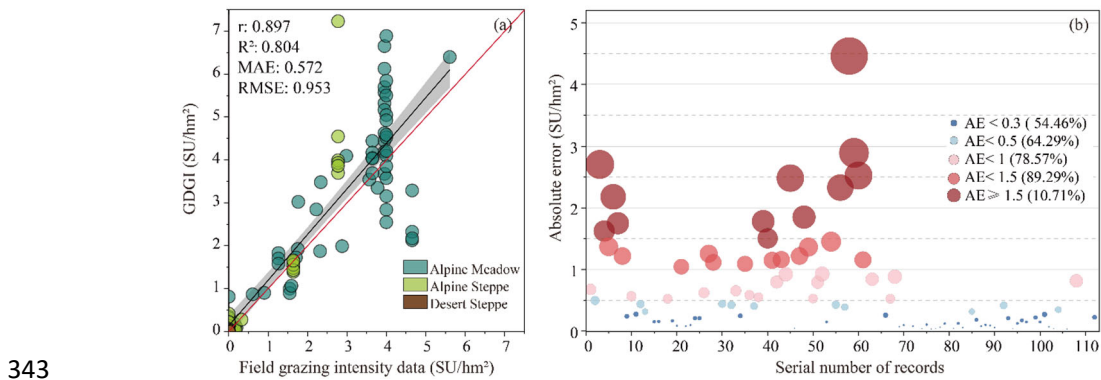 (a)
r: 0.897
R²: 0.804
MAE: 0.572
RMSE: 0.953
7
6
5
4
3
2
1
0
GDGI (SU/hm²)
Alpine Meadow
Alpine Steppe
Desert Steppe
0 1 2 3 4 5 6 7
Field grazing intensity data (SU/hm²)
(b)
5
4
3
2
1
0
Absolute error (SU/hm²)
AE < 0.3 ( 54.46%)
AE < 0.5 (64.29%)
AE< 1 (78.57%)
AE< 1.5 (89.29%)
AE ⩾ 1.5 (10.71%)
0 10 20 30 40 50 60 70 80 90 100 110
Serial number of records
343